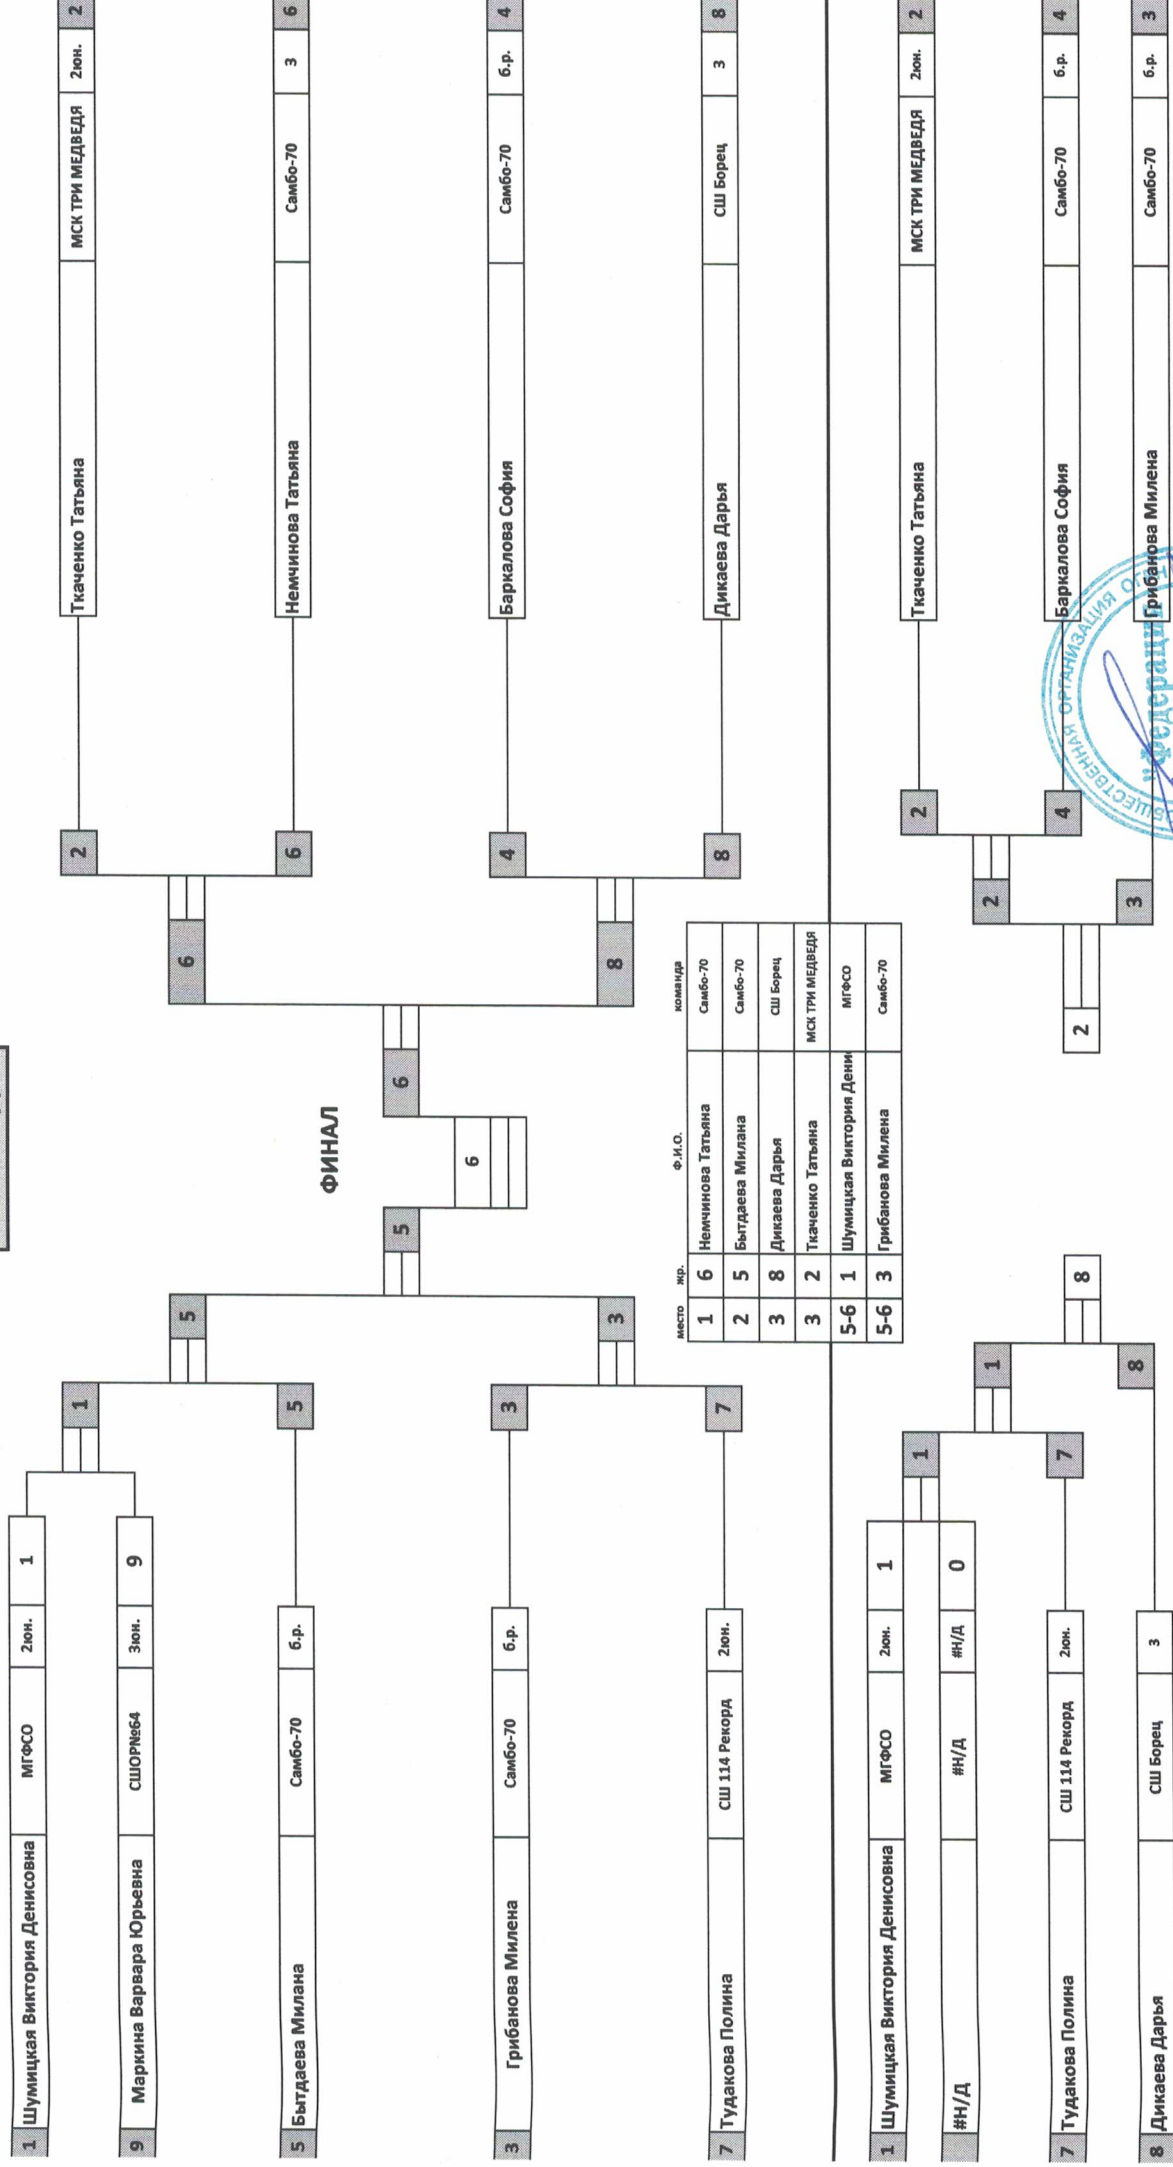 1 Шумицкая Виктория Денисовна МГФСО 2юн. 1
9 Маркина Варвара Юрьевна СШОР№64 3юн. 9
5 Бытдаева Милана Самбо-70 б.р.
3 Грибанова Милена Самбо-70 б.р.
7 Тудакова Полина СШ 114 Рекорд 2юн.
1
5
3
7
5
3
5
ФИНАЛ
6
6
6
8
2
6
4
8
Ткаченко Татьяна МСК ТРИ МЕДВЕДЯ 2юн. 2
Немчинова Татьяна Самбо-70 3 6
Баркалова София Самбо-70 б.р. 4
Дикаева Дарья СШ Борец 3 8
место жр. Ф.И.О. команда
1 6 Немчинова Татьяна Самбо-70
2 5 Бытдаева Милана Самбо-70
3 8 Дикаева Дарья СШ Борец
3 2 Ткаченко Татьяна МСК ТРИ МЕДВЕДЯ
5-6 1 Шумицкая Виктория Дени МГФСО
5-6 3 Грибанова Милена Самбо-70
1 Шумицкая Виктория Денисовна МГФСО 2юн. 1
#Н/Д #Н/Д #Н/Д 0
7 Тудакова Полина СШ 114 Рекорд 2юн.
8 Дикаева Дарья СШ Борец 3
1
7
1
8
8
2
2
3
2
4
Ткаченко Татьяна МСК ТРИ МЕДВЕДЯ 2юн. 2
Баркалова София Самбо-70 б.р. 4
Грибанова Милена Самбо-70 б.р. 3
ОБЩЕСТВЕННАЯ ОРГАНИЗАЦИЯ
"Федерация